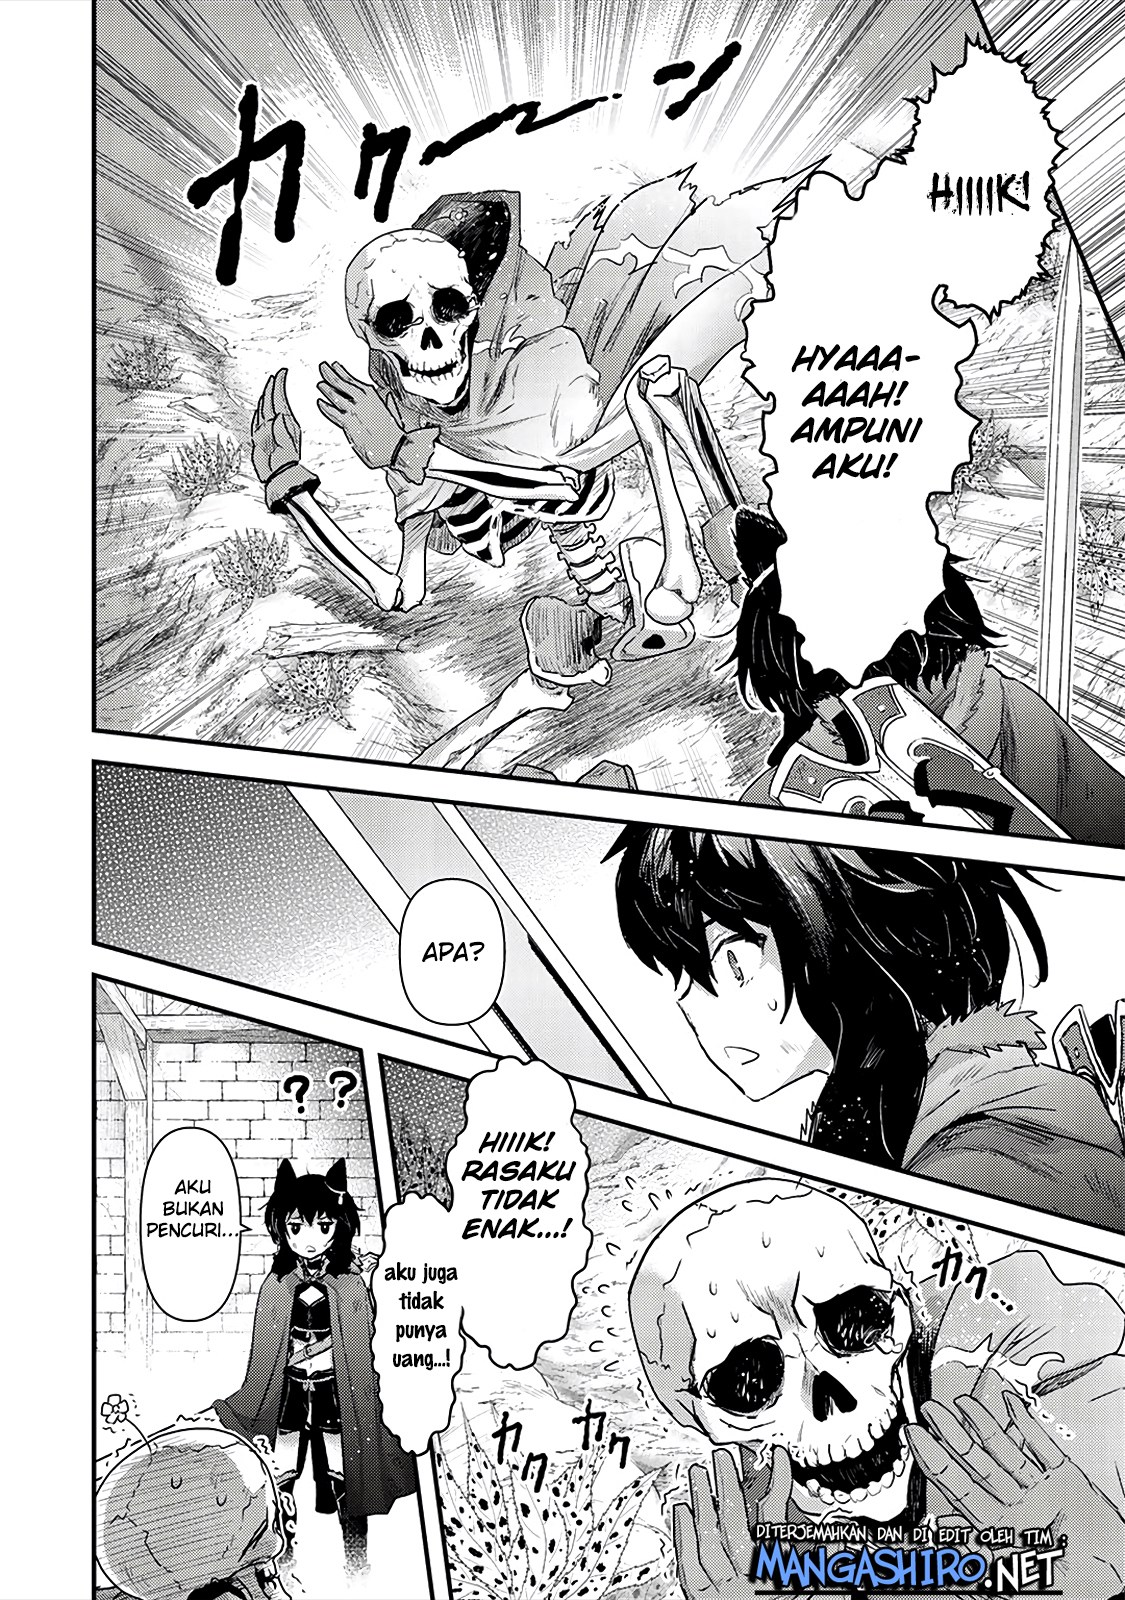 HIIIIK!
カクーン
HYAAA-
AAAH!
AMPUNI
AKU!
APA?
HIIIK!
RASAKU
TIDAK
ENAK...!
aku juga
tidak
punya
uang...!
カク...
カク
カク
? ?
AKU
BUKAN
PENCURI...
DITERJEMAHKAN DAN DI EDIT OLEH TIM :
MANGASHIRO.NET